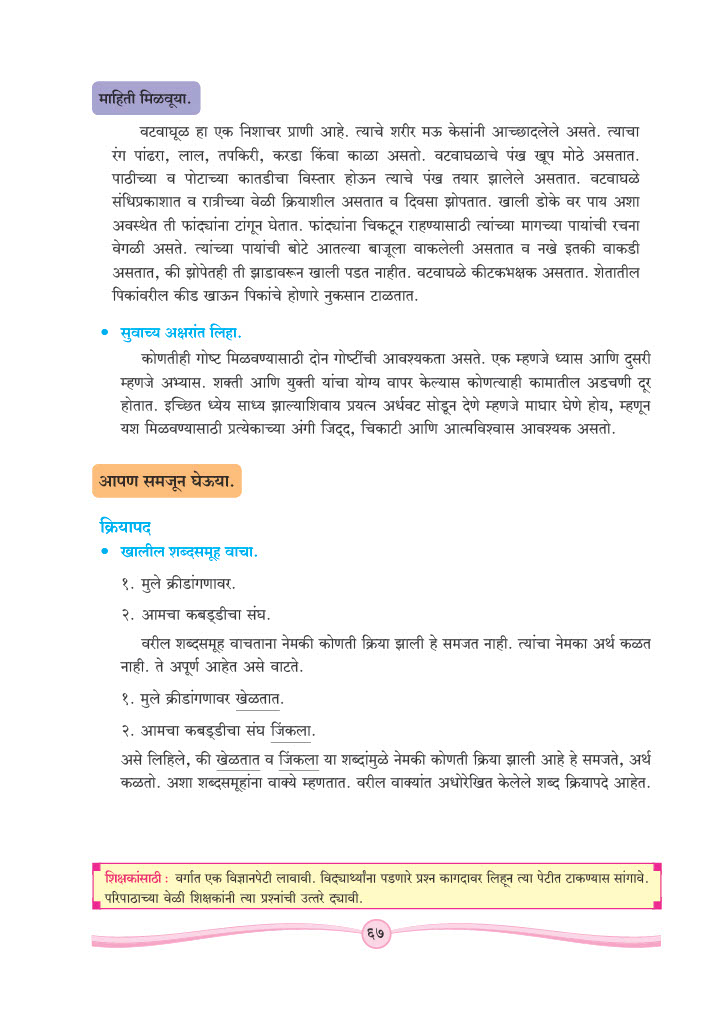 माहिती मिळवूया.
वटवाघूळ हा एक निशाचर प्राणी आहे. त्याचे शरीर मऊ केसांनी आच्छादलेले असते. त्याचा
रंग पांढरा, लाल, तपकिरी, करडा किंवा काळा असतो. वटवाघळाचे पंख खूप मोठे असतात.
पाठीच्या व पोटाच्या कातडीचा विस्तार होऊन त्याचे पंख तयार झालेले असतात. वटवाघळे
संधिप्रकाशात व रात्रीच्या वेळी क्रियाशील असतात व दिवसा झोपतात. खाली डोके वर पाय अशा
अवस्थेत ती फांद्यांना टांगून घेतात. फांद्यांना चिकटून राहण्यासाठी त्यांच्या मागच्या पायांची रचना
वेगळी असते. त्यांच्या पायांची बोटे आतल्या बाजूला वाकलेली असतात व नखे इतकी वाकडी
असतात, की झोपेतही ती झाडावरून खाली पडत नाहीत. वटवाघळे कीटकभक्षक असतात. शेतातील
पिकांवरील कीड खाऊन पिकांचे होणारे नुकसान टाळतात.
• सुवाच्य अक्षरांत लिहा.
कोणतीही गोष्ट मिळवण्यासाठी दोन गोष्टींची आवश्यकता असते. एक म्हणजे ध्यास आणि दुसरी
म्हणजे अभ्यास. शक्ती आणि युक्ती यांचा योग्य वापर केल्यास कोणत्याही कामातील अडचणी दूर
होतात. इच्छित ध्येय साध्य झाल्याशिवाय प्रयत्न अर्धवट सोडून देणे म्हणजे माघार घेणे होय, म्हणून
यश मिळवण्यासाठी प्रत्येकाच्या अंगी जिद्द, चिकाटी आणि आत्मविश्वास आवश्यक असतो.
आपण समजून घेऊया.
क्रियापद
• खालील शब्दसमूह वाचा.
१. मुले क्रीडांगणावर.
२. आमचा कबड्डीचा संघ.
वरील शब्दसमूह वाचताना नेमकी कोणती क्रिया झाली हे समजत नाही. त्यांचा नेमका अर्थ कळत
नाही. ते अपूर्ण आहेत असे वाटते.
१. मुले क्रीडांगणावर खेळतात.
२. आमचा कबड्डीचा संघ जिंकला.
असे लिहिले, की खेळतात व जिंकला या शब्दांमुळे नेमकी कोणती क्रिया झाली आहे हे समजते, अर्थ
कळतो. अशा शब्दसमूहांना वाक्ये म्हणतात. वरील वाक्यांत अधोरेखित केलेले शब्द क्रियापदे आहेत.
शिक्षकांसाठी : वर्गात एक विज्ञानपेटी लावावी. विद्यार्थ्यांना पडणारे प्रश्न कागदावर लिहून त्या पेटीत टाकण्यास सांगावे.
परिपाठाच्या वेळी शिक्षकांनी त्या प्रश्नांची उत्तरे द्यावी.
६७